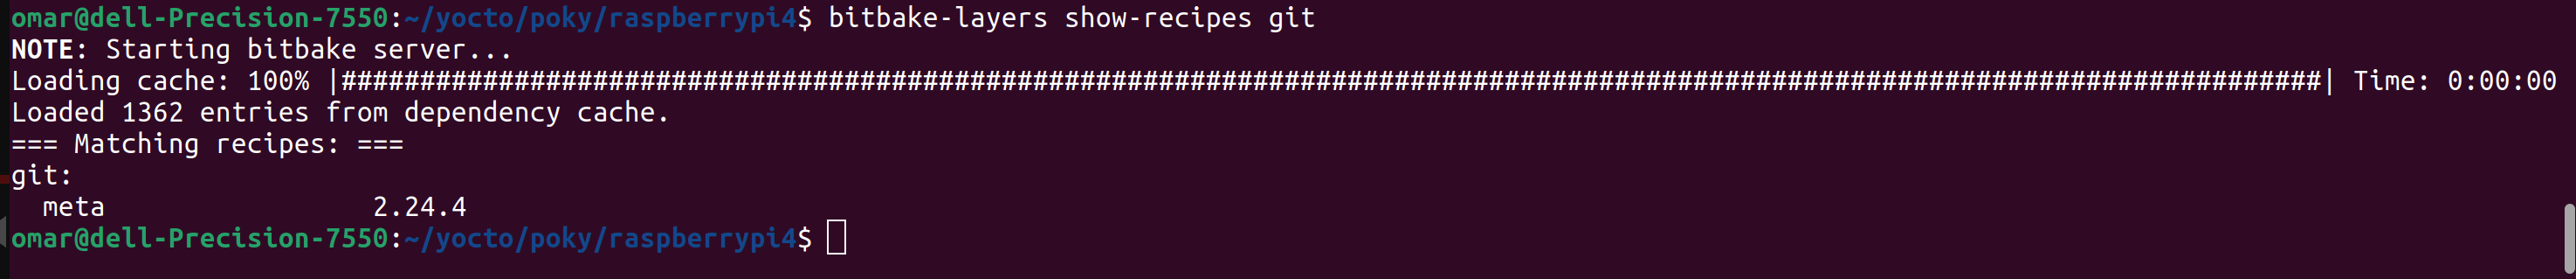 omar@dell-Precision-7550:~/yocto/poky/raspberrypi4$ bitbake-layers show-recipes git
NOTE: Starting bitbake server...
Loading cache: 100% |##############################################################################################################################| Time: 0:00:00
Loaded 1362 entries from dependency cache.
=== Matching recipes: ===
git:
  meta                 2.24.4
omar@dell-Precision-7550:~/yocto/poky/raspberrypi4$